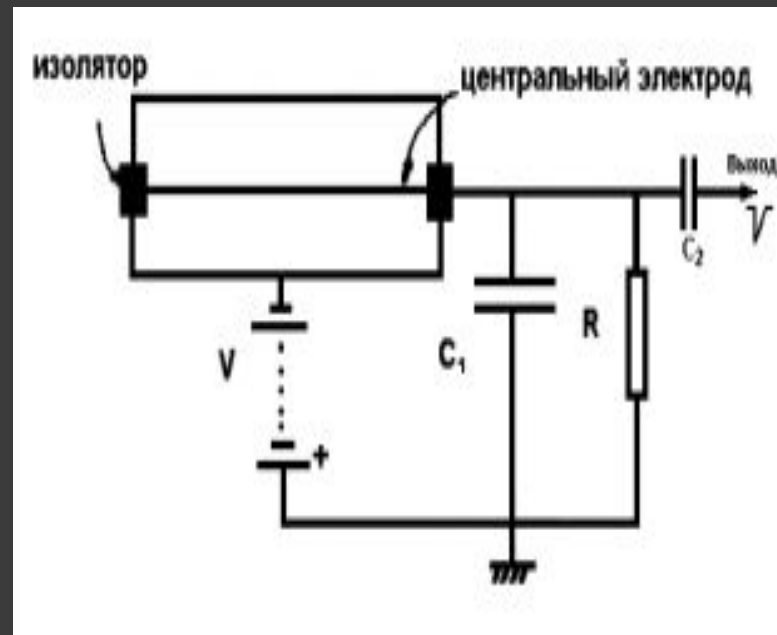 изолятор
центральный электрод
Выход
V
C₂
V
C₁
R
+